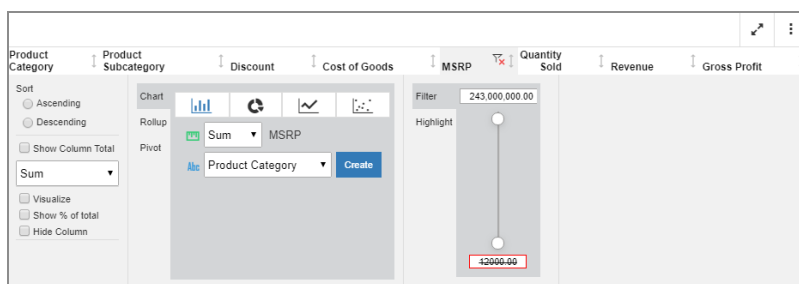 Product Category
Product Subcategory
Discount
Cost of Goods
MSRP
Quantity Sold
Revenue
Gross Profit
Sort
Ascending
Descending
Show Column Total
Sum
Visualize
Show % of total
Hide Column
Chart
Rollup
Pivot
Sum
MSRP
Abc
Product Category
Create
Filter
243,000,000.00
Highlight
12000.00